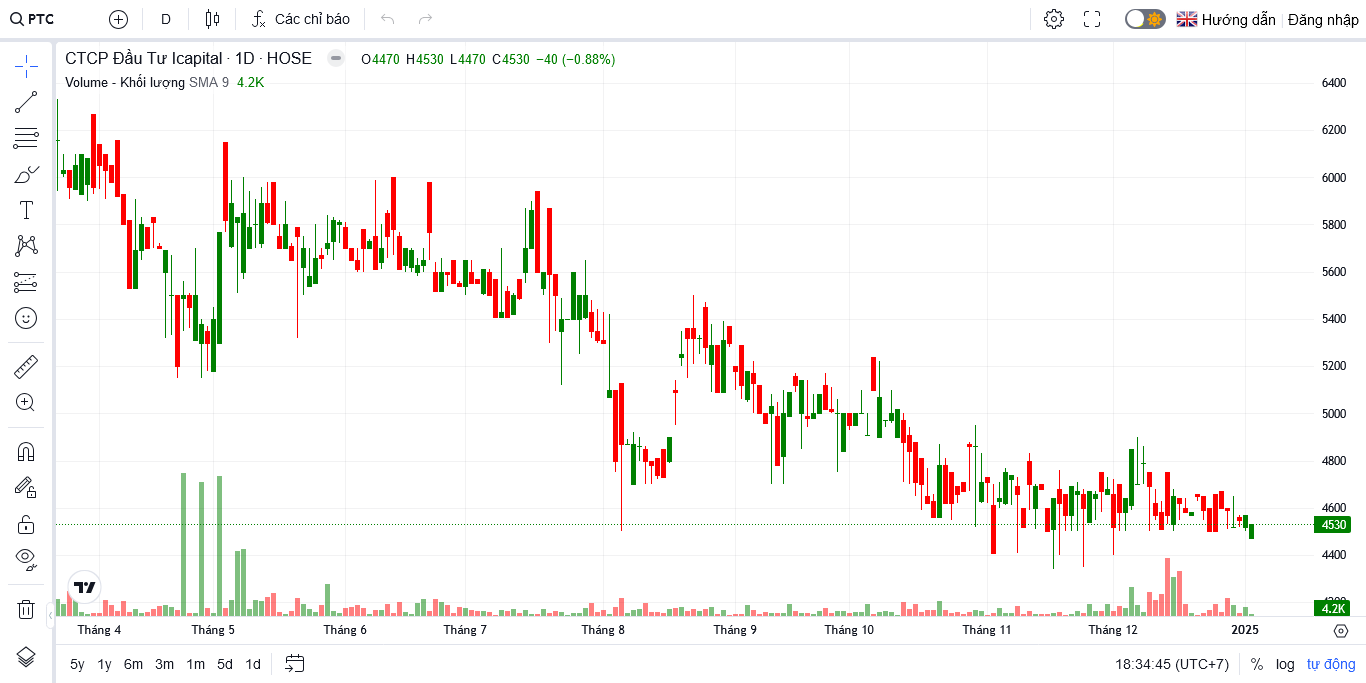 PTC D Các chỉ báo Hướng dẫn Đăng nhập
CTCP Đầu Tư Icapital · 1D · HOSE O4470 H4530 L4470 C4530 −40 (−0.88%)
Volume - Khối lượng SMA 9 4.2K
6400
6200
6000
5800
5600
5400
5200
5000
4800
4600
4530
4400
4.2K
Tháng 4 Tháng 5 Tháng 6 Tháng 7 Tháng 8 Tháng 9 Tháng 10 Tháng 11 Tháng 12 2025
5y 1y 6m 3m 1m 5d 1d 18:34:45 (UTC+7) % log tự động